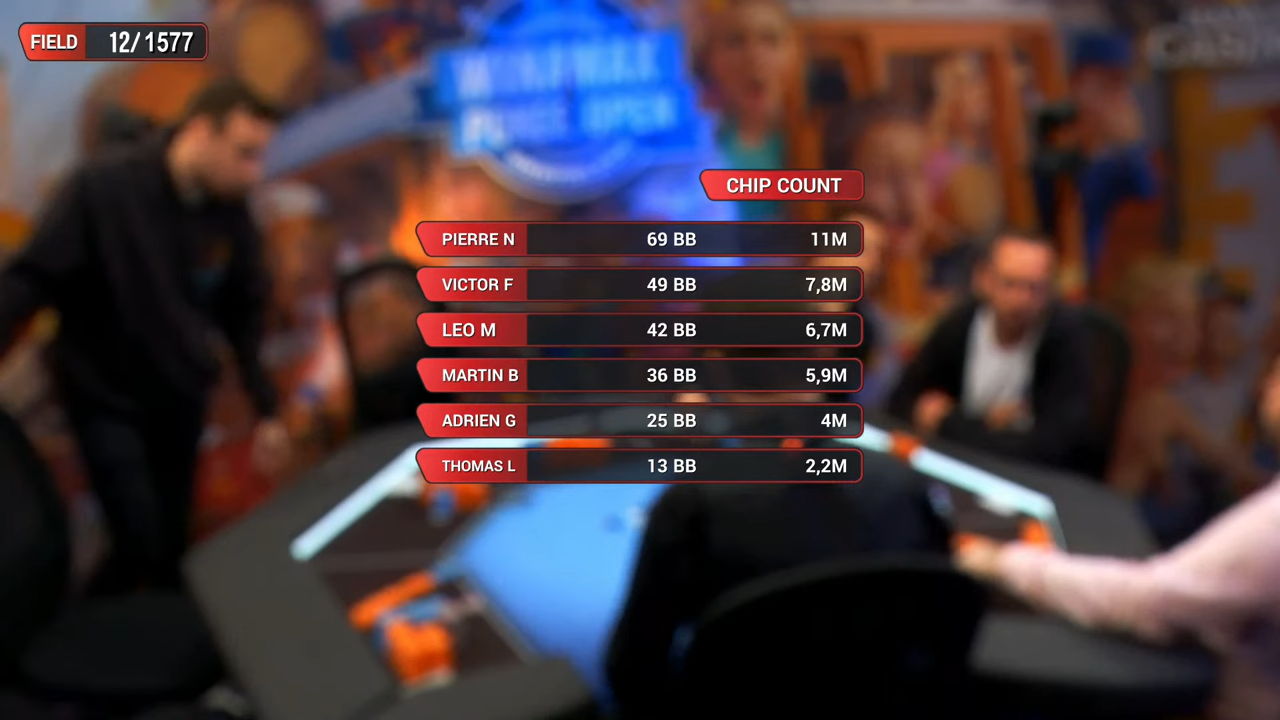 FIELD 12/1577
CHIP COUNT
PIERRE N 69 BB 11M
VICTOR F 49 BB 7,8M
LEO M 42 BB 6,7M
MARTIN B 36 BB 5,9M
ADRIEN G 25 BB 4M
THOMAS L 13 BB 2,2M